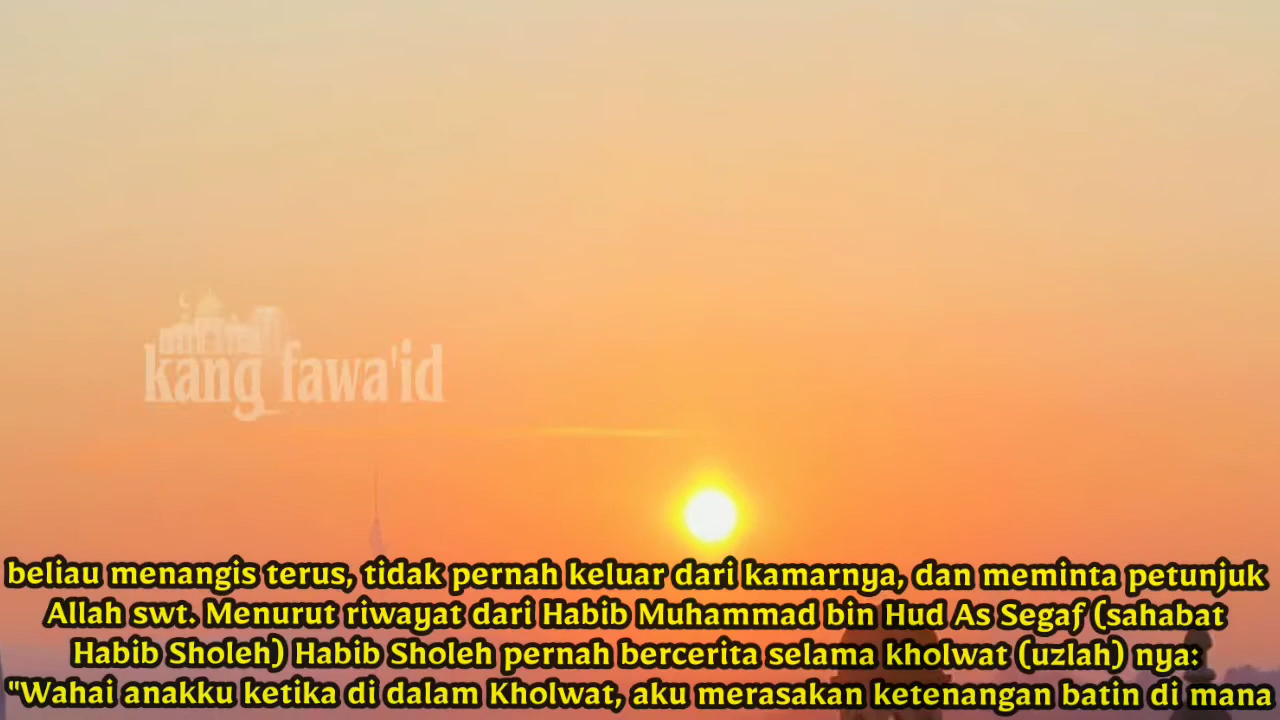 kang fawa'id
beliau menangis terus, tidak pernah keluar dari kamarnya, dan meminta petunjuk
Allah swt. Menurut riwayat dari Habib Muhammad bin Hud As Segaf (sahabat
Habib Sholeh) Habib Sholeh pernah bercerita selama kholwat (uzlah) nya:
"Wahai anakku ketika di dalam Kholwat, aku merasakan ketenangan batin di mana